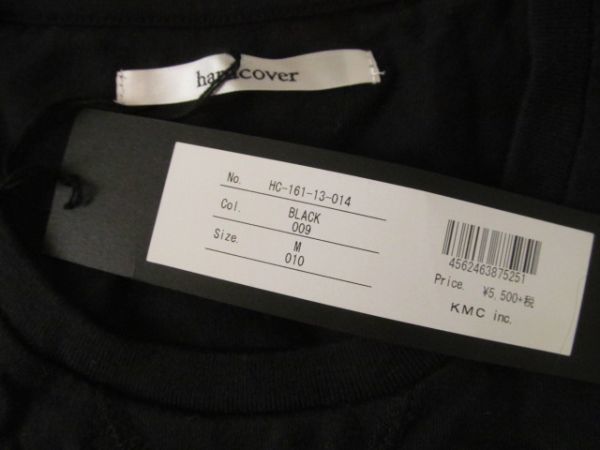 hardcover
No. HC-161-13-014
Col. BLACK
009
Size. M
010
4562463875251
Price. ¥5,500+税
KMC inc.